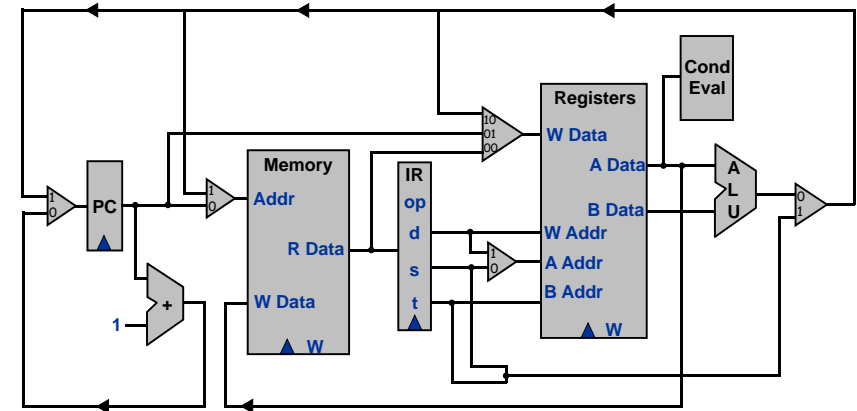 Cond
Eval
Registers
10
01
00
W Data
A Data
B Data
W Addr
A Addr
B Addr
W
A
L
U
0
1
Memory
Addr
R Data
W Data
W
IR
op
d
s
t
1
0
1
0
PC
1
0
+
1